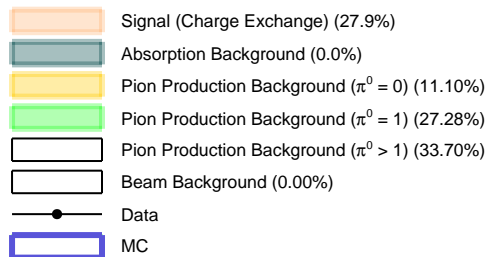 Signal (Charge Exchange) (27.9%)
Absorption Background (0.0%)
Pion Production Background (π⁰ = 0) (11.10%)
Pion Production Background (π⁰ = 1) (27.28%)
Pion Production Background (π⁰ > 1) (33.70%)
Beam Background (0.00%)
Data
MC